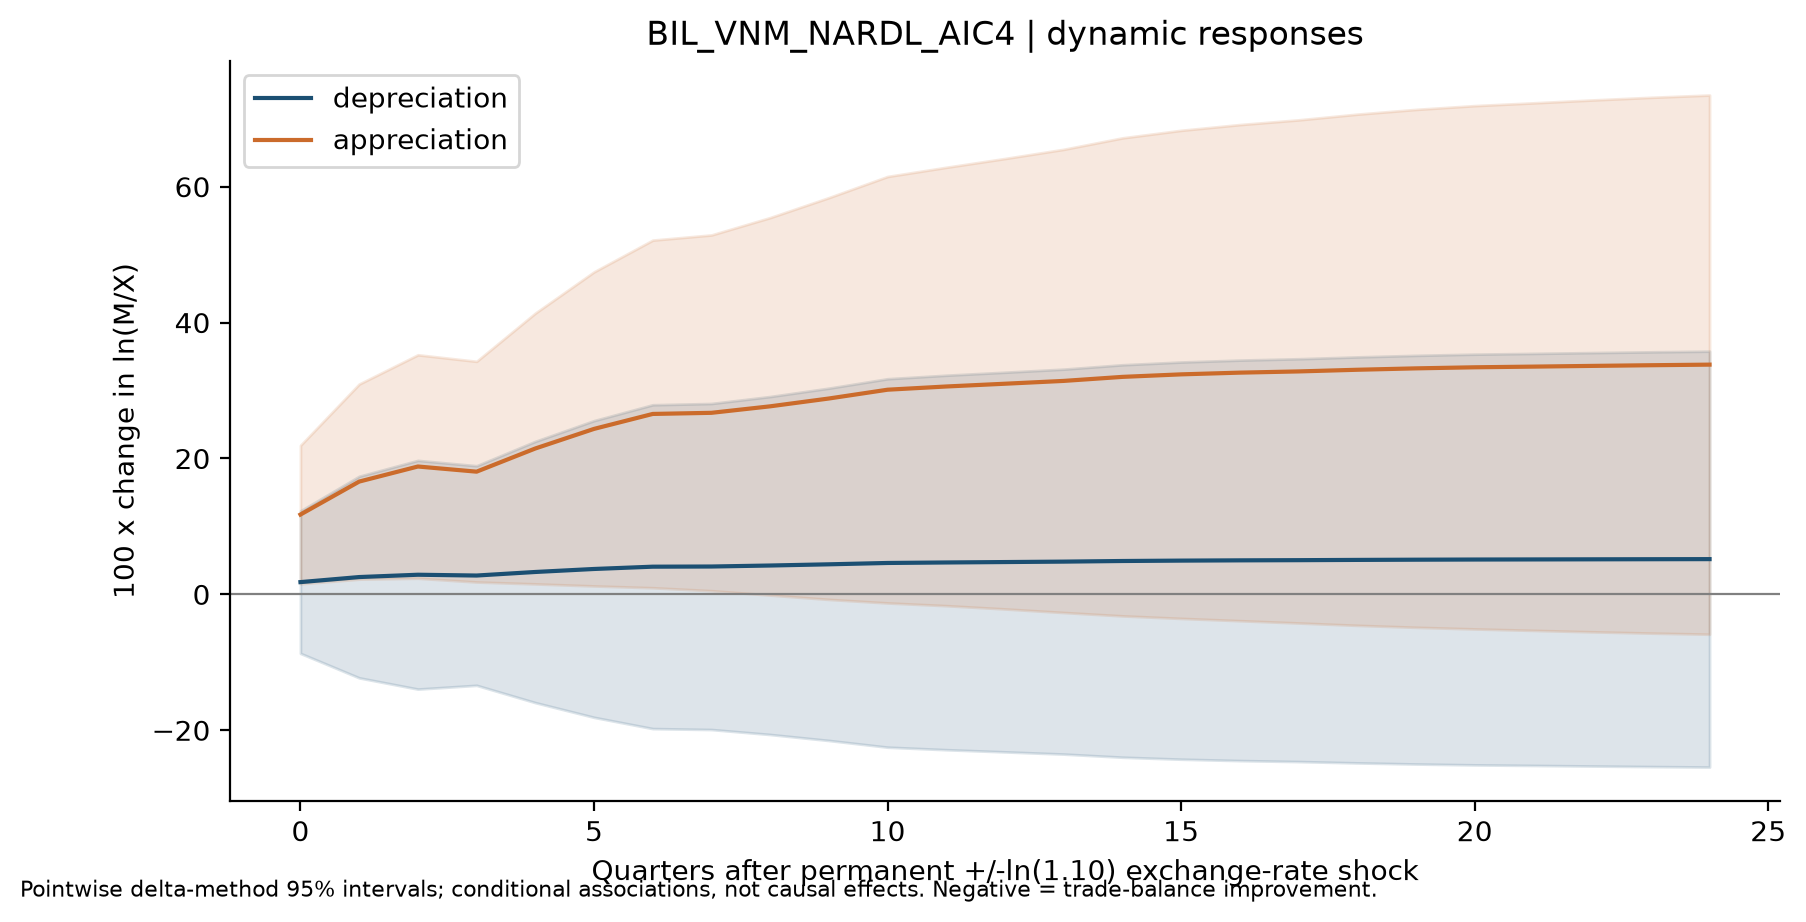 BIL_VNM_NARDL_AIC4 | dynamic responses
depreciation
appreciation
100 x change in ln(M/X)
60
40
20
0
−20
0
5
10
15
20
25
Quarters after permanent +/-ln(1.10) exchange-rate shock
Pointwise delta-method 95% intervals; conditional associations, not causal effects. Negative = trade-balance improvement.